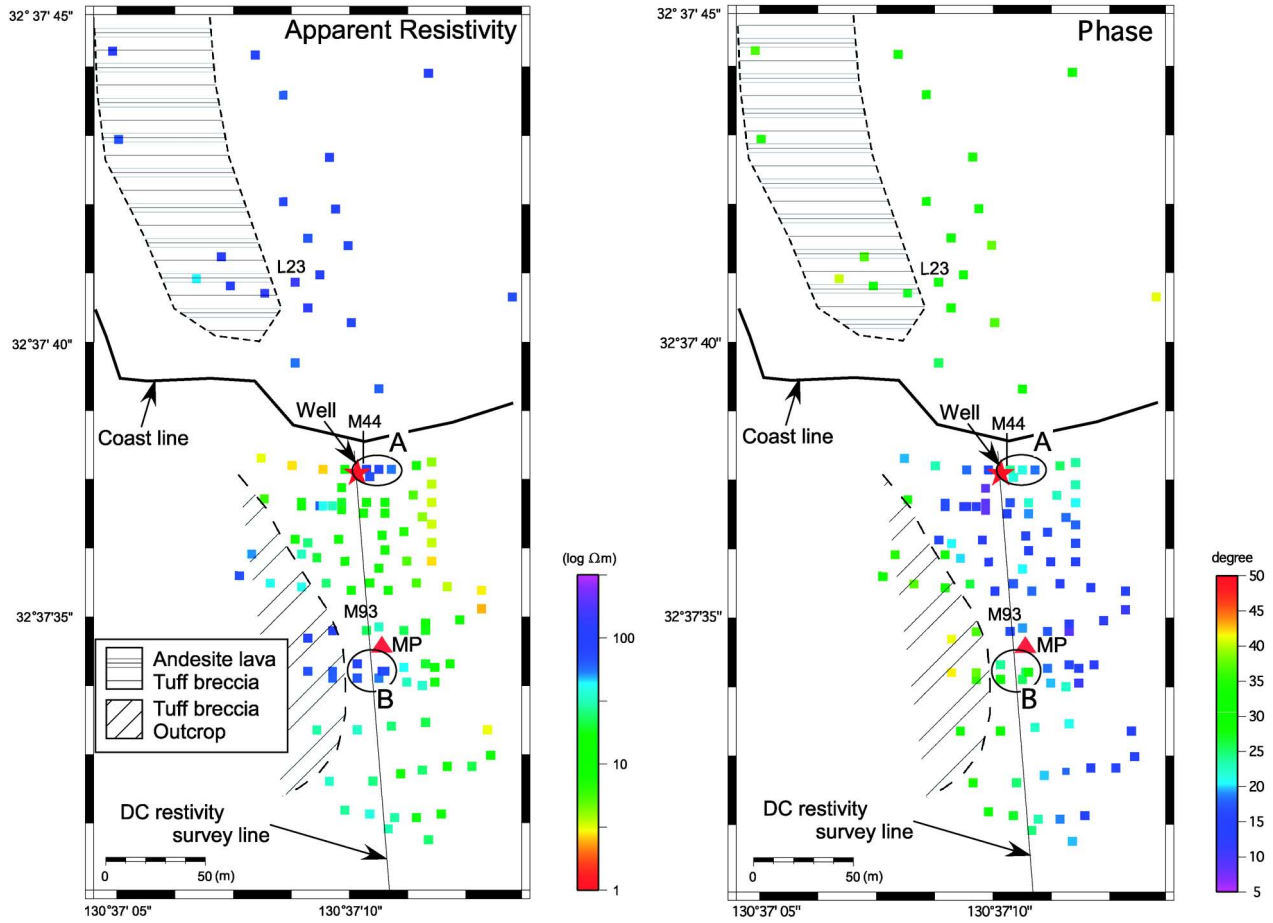 32° 37' 45"
Apparent Resistivity
L23
32°37' 40"
Coast line
Well
M44
A
32°37'35"
M93
MP
B
Andesite lava
Tuff breccia
Tuff breccia
Outcrop
DC restivity
survey line
0
50 (m)
130°37' 05"
130°37'10"
(log Ωm)
100
10
1
32° 37' 45"
Phase
L23
32°37' 40"
Coast line
Well
M44
A
32°37'35"
M93
MP
B
DC restivity
survey line
0
50 (m)
130°37' 05"
130°37'10"
degree
50
45
40
35
30
25
20
15
10
5